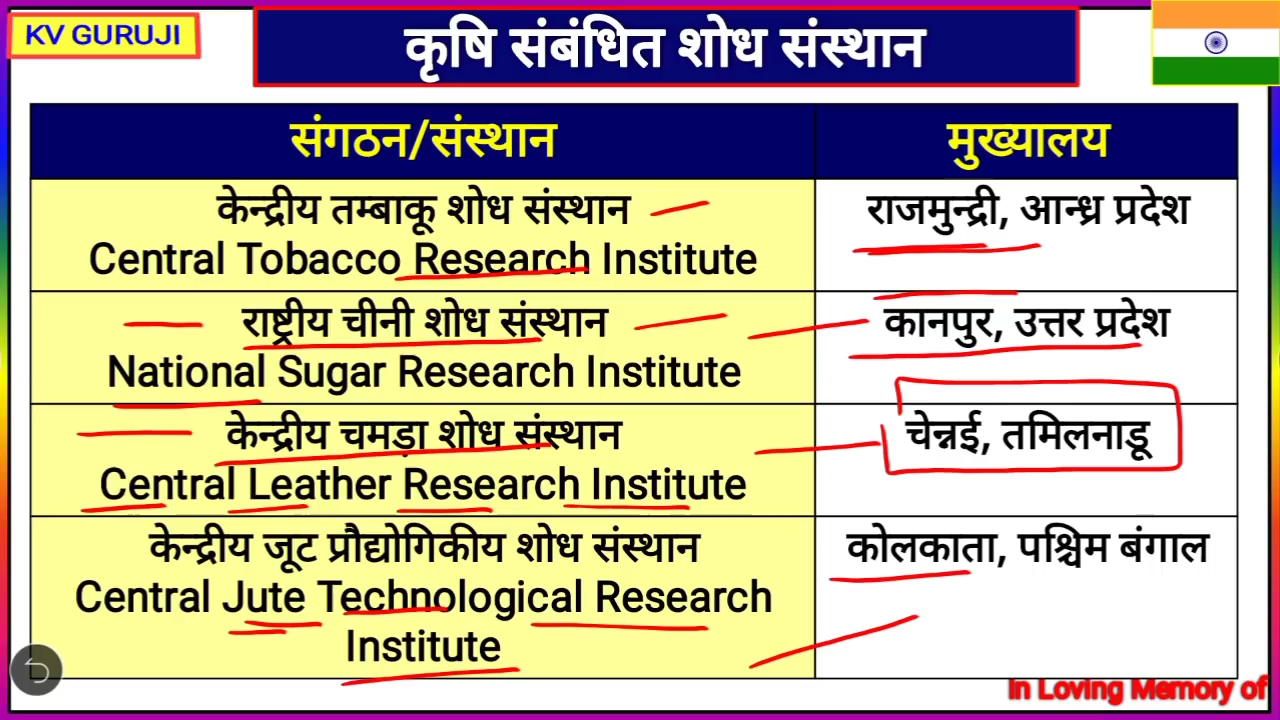 KV GURUJI
कृषि संबंधित शोध संस्थान
संगठन/संस्थान
मुख्यालय
केन्द्रीय तम्बाकू शोध संस्थान
Central Tobacco Research Institute
राजमुन्द्री, आन्ध्र प्रदेश
राष्ट्रीय चीनी शोध संस्थान
National Sugar Research Institute
कानपुर, उत्तर प्रदेश
केन्द्रीय चमड़ा शोध संस्थान
Central Leather Research Institute
चेन्नई, तमिलनाडू
केन्द्रीय जूट प्रौद्योगिकीय शोध संस्थान
Central Jute Technological Research
Institute
कोलकाता, पश्चिम बंगाल
In Loving Memory of